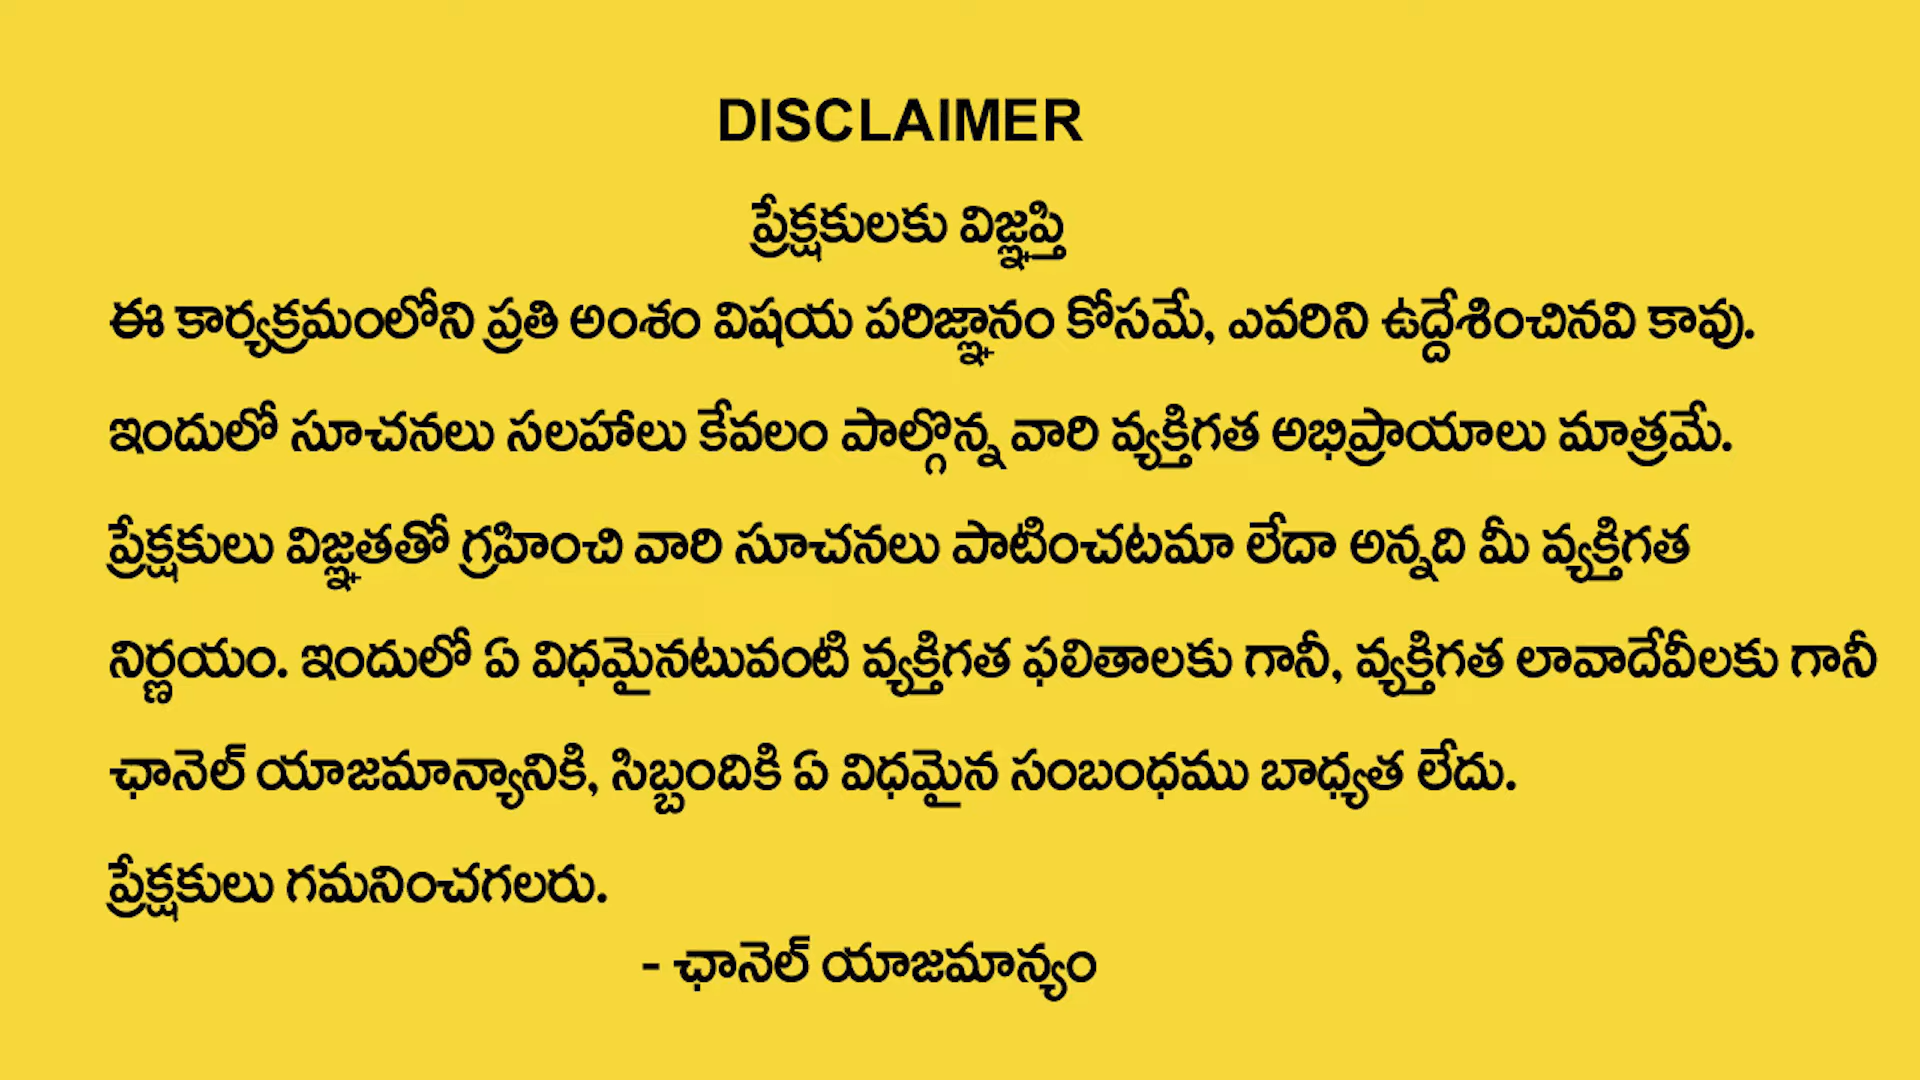 DISCLAIMER
ప్రేక్షకులకు విజ్ఞప్తి
ఈ కార్యక్రమంలోని ప్రతి అంశం విషయ పరిజ్ఞానం కోసమే, ఎవరిని ఉద్దేశించినవి కావు.
ఇందులో సూచనలు సలహాలు కేవలం పాల్గొన్న వారి వ్యక్తిగత అభిప్రాయాలు మాత్రమే.
ప్రేక్షకులు విజ్ఞతతో గ్రహించి వారి సూచనలు పాటించటమా లేదా అన్నది మీ వ్యక్తిగత
నిర్ణయం. ఇందులో ఏ విధమైనటువంటి వ్యక్తిగత ఫలితాలకు గానీ, వ్యక్తిగత లావాదేవీలకు గానీ
ఛానెల్ యాజమాన్యానికి, సిబ్బందికి ఏ విధమైన సంబంధము బాధ్యత లేదు.
ప్రేక్షకులు గమనించగలరు.
- ఛానెల్ యాజమాన్యం